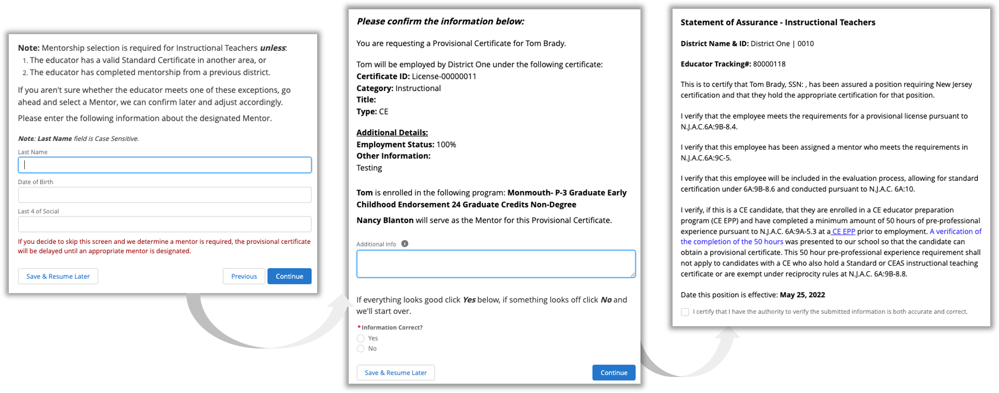 Note: Mentorship selection is required for Instructional Teachers unless:
1. The educator has a valid Standard Certificate in another area, or
2. The educator has completed mentorship from a previous district.
If you aren't sure whether the educator meets one of these exceptions, go
ahead and select a Mentor, we can confirm later and adjust accordingly.
Please enter the following information about the designated Mentor.
Note: Last Name field is Case Sensitive.
Last Name
Date of Birth
Last 4 of Social
If you decide to skip this screen and we determine a mentor is required, the provisional certificate
will be delayed until an appropriate mentor is designated.
Save & Resume Later
Previous
Continue
Please confirm the information below:
You are requesting a Provisional Certificate for Tom Brady.
Tom will be employed by District One under the following certificate:
Certificate ID: License-00000011
Category: Instructional
Title:
Type: CE
Additional Details:
Employment Status: 100%
Other Information:
Testing
Tom is enrolled in the following program: Monmouth- P-3 Graduate Early
Childhood Endorsement 24 Graduate Credits Non-Degree
Nancy Blanton will serve as the Mentor for this Provisional Certificate.
Additional Info
If everything looks good click Yes below, if something looks off click No and
we'll start over.
*Information Correct?
Yes
No
Save & Resume Later
Continue
Statement of Assurance - Instructional Teachers
District Name & ID: District One | 0010
Educator Tracking#: 80000118
This is to certify that Tom Brady, SSN: , has been assured a position requiring New Jersey
certification and that they hold the appropriate certification for that position.
I verify that the employee meets the requirements for a provisional license pursuant to
N.J.A.C.6A:9B-8.4.
I verify that this employee has been assigned a mentor who meets the requirements in
N.J.A.C.6A:9C-5.
I verify that this employee will be included in the evaluation process, allowing for standard
certification under 6A:9B-8.6 and conducted pursuant to N.J.A.C. 6A:10.
I verify, if this is a CE candidate, that they are enrolled in a CE educator preparation
program (CE EPP) and have completed a minimum amount of 50 hours of pre-professional
experience pursuant to N.J.A.C. 6A:9A-5.3 at a CE EPP prior to employment. A verification of
the completion of the 50 hours was presented to our school so that the candidate can
obtain a provisional certificate. This 50 hour pre-professional experience requirement shall
not apply to candidates with a CE who also hold a Standard or CEAS instructional teaching
certificate or are exempt under reciprocity rules at N.J.A.C. 6A:9B-8.8.
Date this position is effective: May 25, 2022
I certify that I have the authority to verify the submitted information is both accurate and correct.